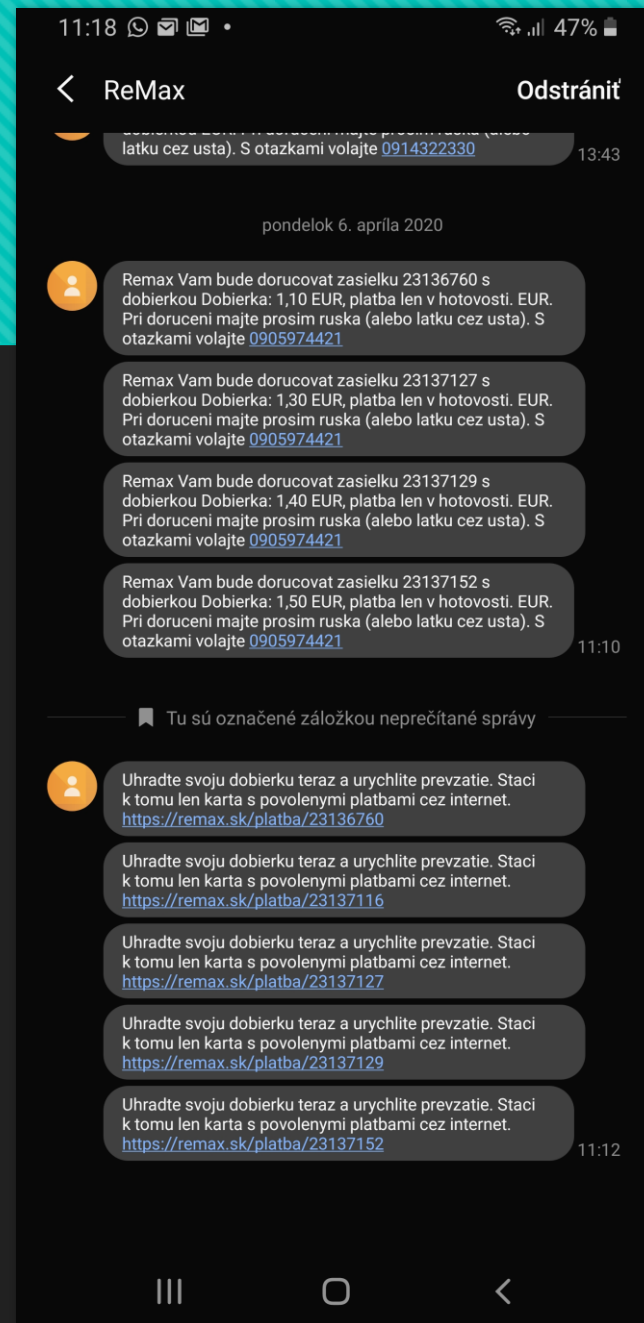 11:18 47%
ReMax Odstrániť
latku cez usta). S otazkami volajte 0914322330
13:43
pondelok 6. apríla 2020
Remax Vam bude dorucovat zasielku 23136760 s
dobierkou Dobierka: 1,10 EUR, platba len v hotovosti. EUR.
Pri doruceni majte prosim ruska (alebo latku cez usta). S
otazkami volajte 0905974421
Remax Vam bude dorucovat zasielku 23137127 s
dobierkou Dobierka: 1,30 EUR, platba len v hotovosti. EUR.
Pri doruceni majte prosim ruska (alebo latku cez usta). S
otazkami volajte 0905974421
Remax Vam bude dorucovat zasielku 23137129 s
dobierkou Dobierka: 1,40 EUR, platba len v hotovosti. EUR.
Pri doruceni majte prosim ruska (alebo latku cez usta). S
otazkami volajte 0905974421
Remax Vam bude dorucovat zasielku 23137152 s
dobierkou Dobierka: 1,50 EUR, platba len v hotovosti. EUR.
Pri doruceni majte prosim ruska (alebo latku cez usta). S
otazkami volajte 0905974421
11:10
Tu sú označené záložkou neprečítané správy
Uhradte svoju dobierku teraz a urychlite prevzatie. Staci
k tomu len karta s povolenymi platbami cez internet.
https://remax.sk/platba/23136760
Uhradte svoju dobierku teraz a urychlite prevzatie. Staci
k tomu len karta s povolenymi platbami cez internet.
https://remax.sk/platba/23137116
Uhradte svoju dobierku teraz a urychlite prevzatie. Staci
k tomu len karta s povolenymi platbami cez internet.
https://remax.sk/platba/23137127
Uhradte svoju dobierku teraz a urychlite prevzatie. Staci
k tomu len karta s povolenymi platbami cez internet.
https://remax.sk/platba/23137129
Uhradte svoju dobierku teraz a urychlite prevzatie. Staci
k tomu len karta s povolenymi platbami cez internet.
https://remax.sk/platba/23137152
11:12